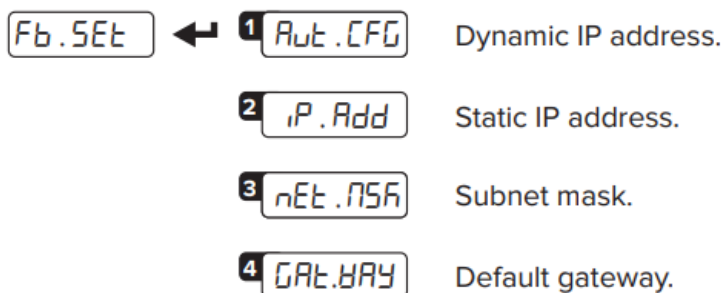 Fb.SEt 1 Aut.CFG Dynamic IP address.
2 iP.Add Static IP address.
3 nEt.MSK Subnet mask.
4 GAt.WAY Default gateway.